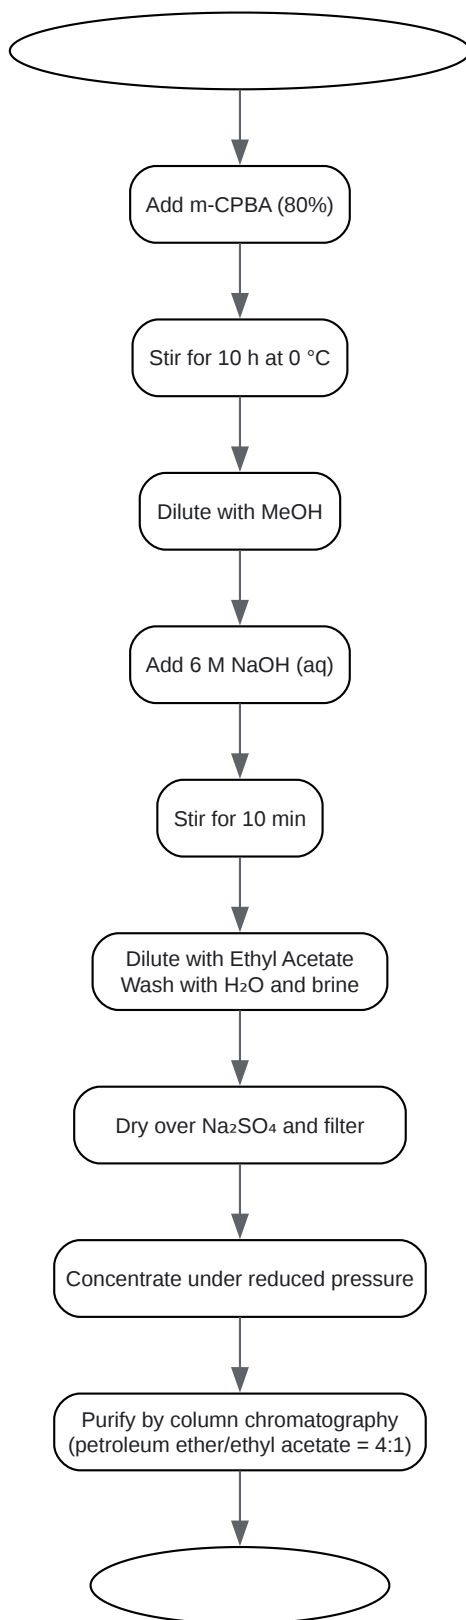 Add m-CPBA (80%)
Stir for 10 h at 0 °C
Dilute with MeOH
Add 6 M NaOH (aq)
Stir for 10 min
Dilute with Ethyl Acetate
Wash with H₂O and brine
Dry over Na₂SO₄ and filter
Concentrate under reduced pressure
Purify by column chromatography
(petroleum ether/ethyl acetate = 4:1)